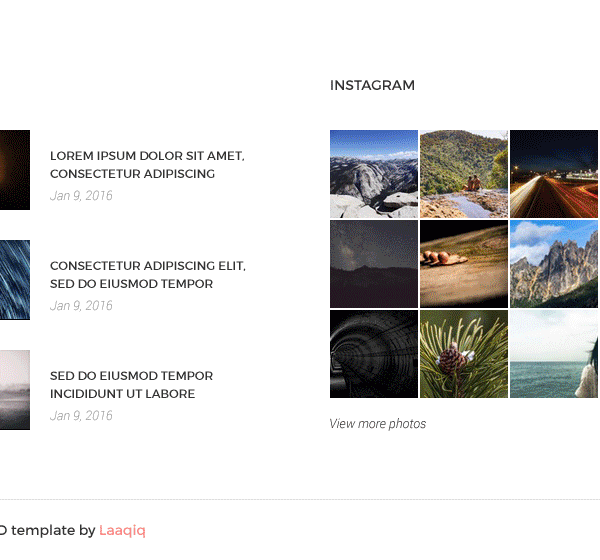 INSTAGRAM
LOREM IPSUM DOLOR SIT AMET,
CONSECTETUR ADIPISCING
Jan 9, 2016
CONSECTETUR ADIPISCING ELIT,
SED DO EIUSMOD TEMPOR
Jan 9, 2016
SED DO EIUSMOD TEMPOR
INCIDIDUNT UT LABORE
Jan 9, 2016
View more photos
template by Laaqiq